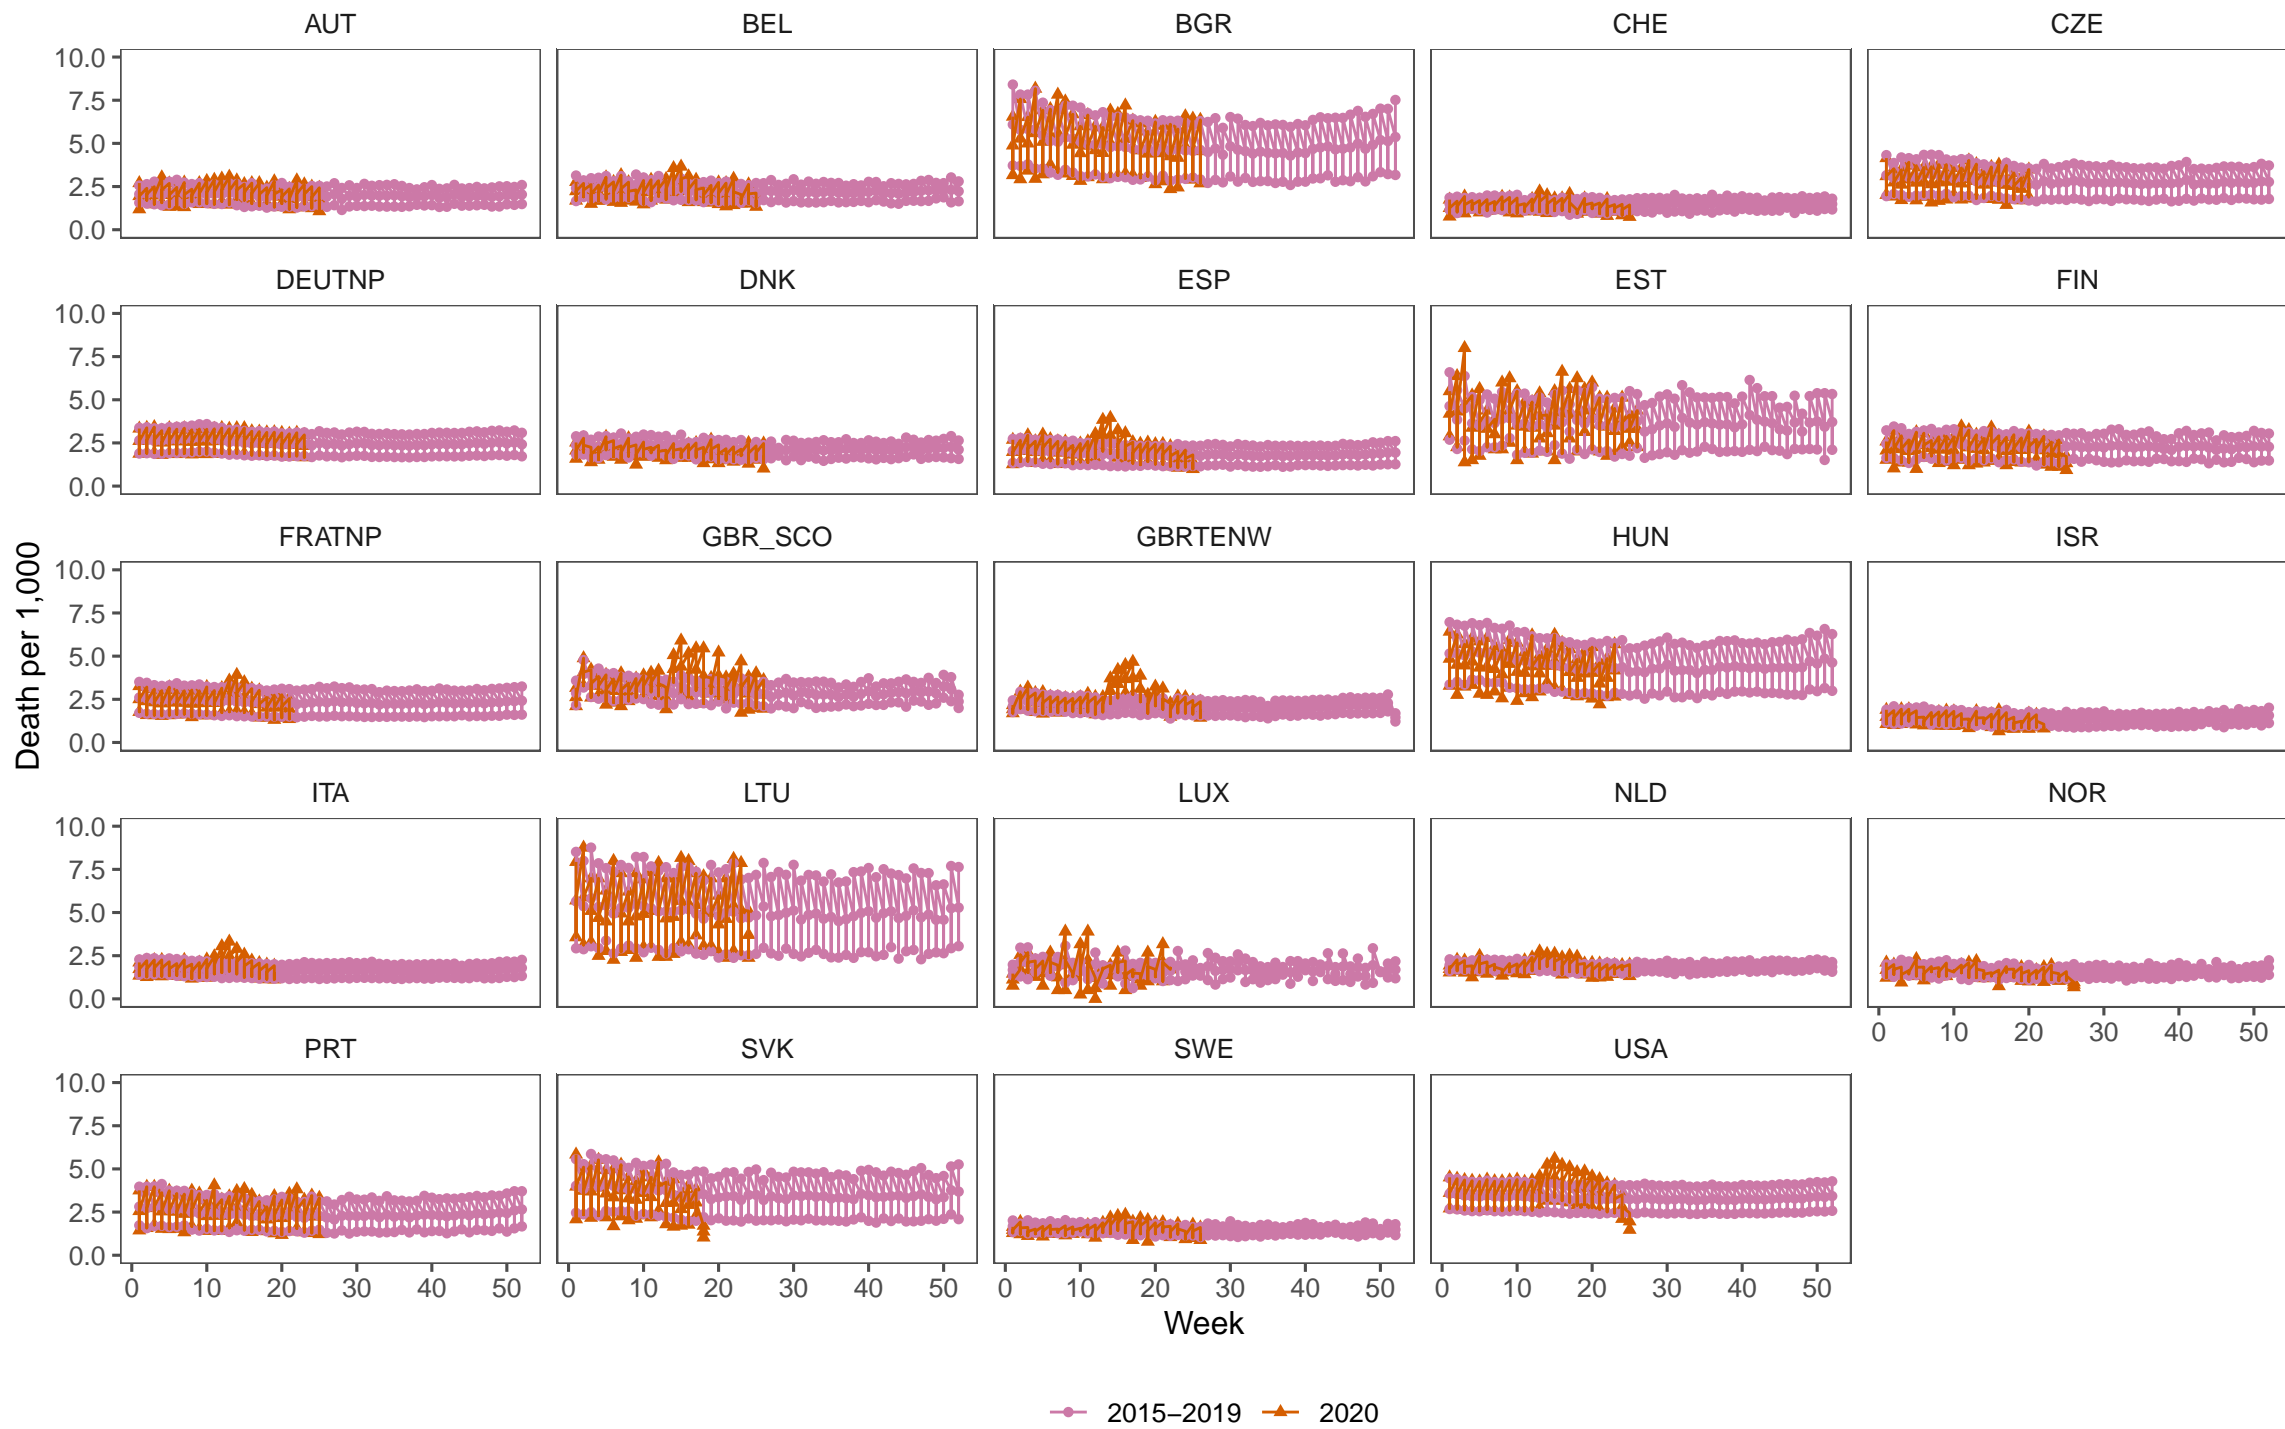 AUT BEL BGR CHE CZE
10.0
7.5
5.0
2.5
0.0
DEUTNP DNK ESP EST FIN
10.0
7.5
5.0
2.5
0.0
FRATNP GBR_SCO GBRTENW HUN ISR
10.0
7.5
5.0
2.5
0.0
Death per 1,000
ITA LTU LUX NLD NOR
10.0
7.5
5.0
2.5
0.0
0 10 20 30 40 50
PRT SVK SWE USA
10.0
7.5
5.0
2.5
0.0
0 10 20 30 40 50 0 10 20 30 40 50 0 10 20 30 40 50 0 10 20 30 40 50
Week
2015–2019 2020